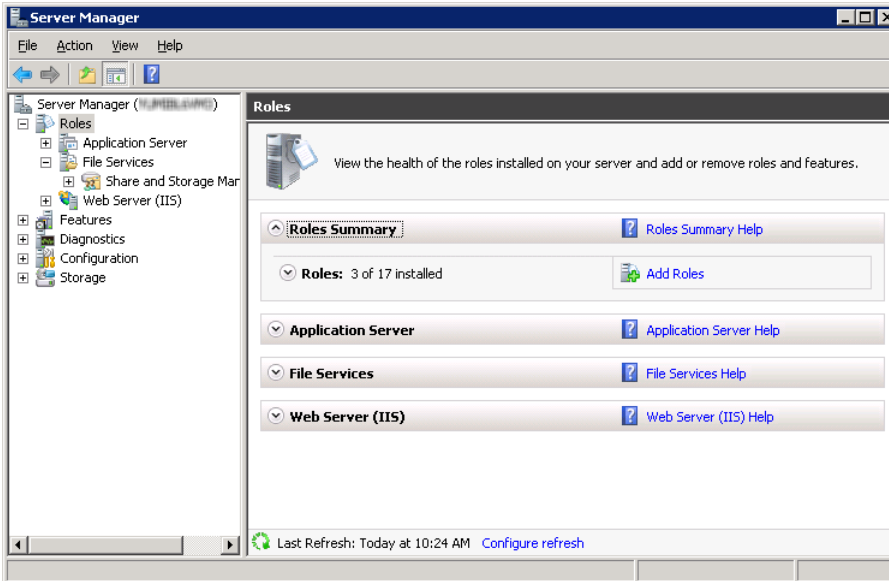 Server Manager
File Action View Help
Server Manager ( )
Roles
Application Server
File Services
Share and Storage Mar
Web Server (IIS)
Features
Diagnostics
Configuration
Storage
Roles
View the health of the roles installed on your server and add or remove roles and features.
Roles Summary
Roles Summary Help
Roles: 3 of 17 installed
Add Roles
Application Server
Application Server Help
File Services
File Services Help
Web Server (IIS)
Web Server (IIS) Help
Last Refresh: Today at 10:24 AM Configure refresh